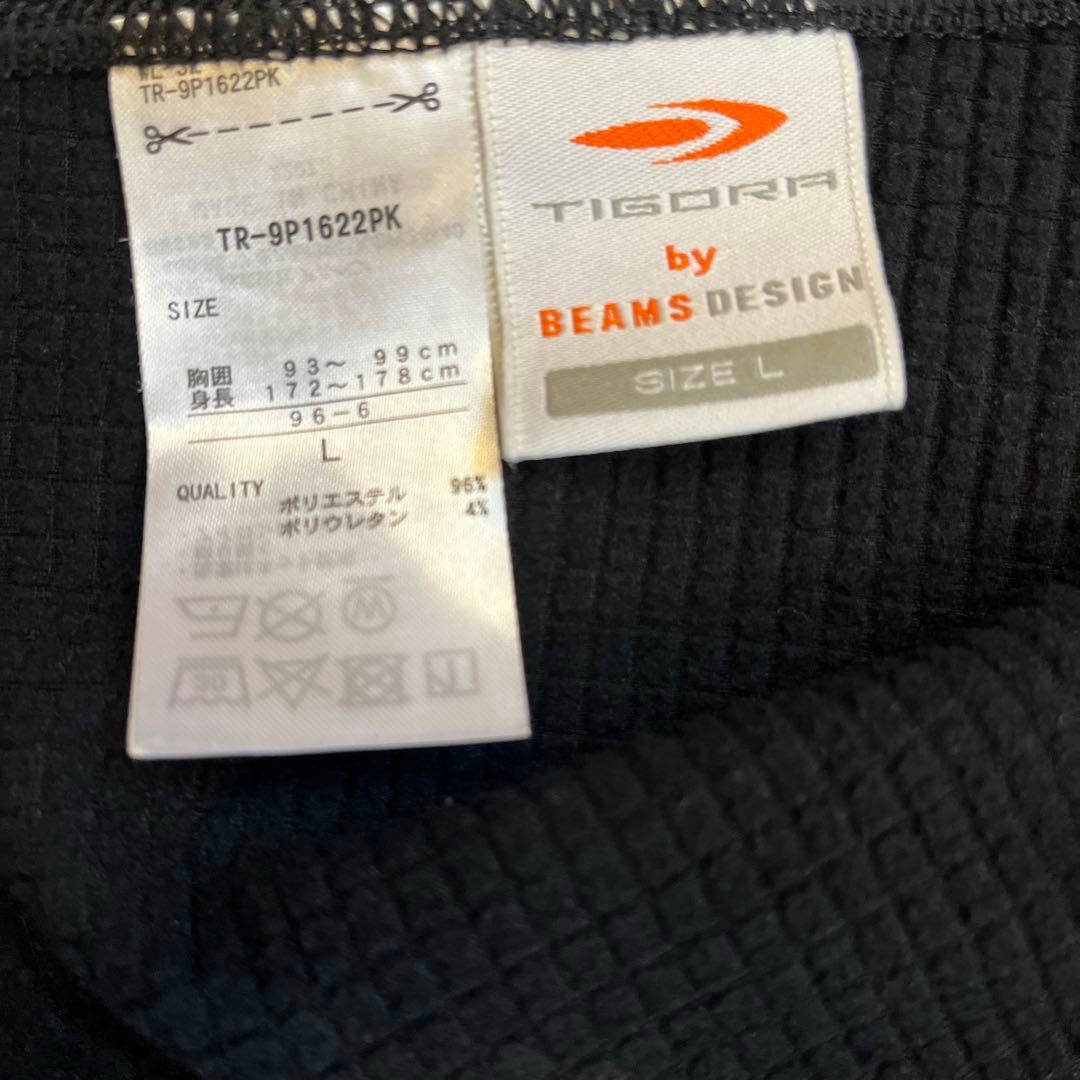 TR-9P1622PK
TR-9P1622PK
SIZE
胸囲 93～ 99cm
身長 172～178cm
96-6
L
QUALITY ポリエステル 96%
ポリウレタン 4%
TIGORA
by
BEAMS DESIGN
SIZE L